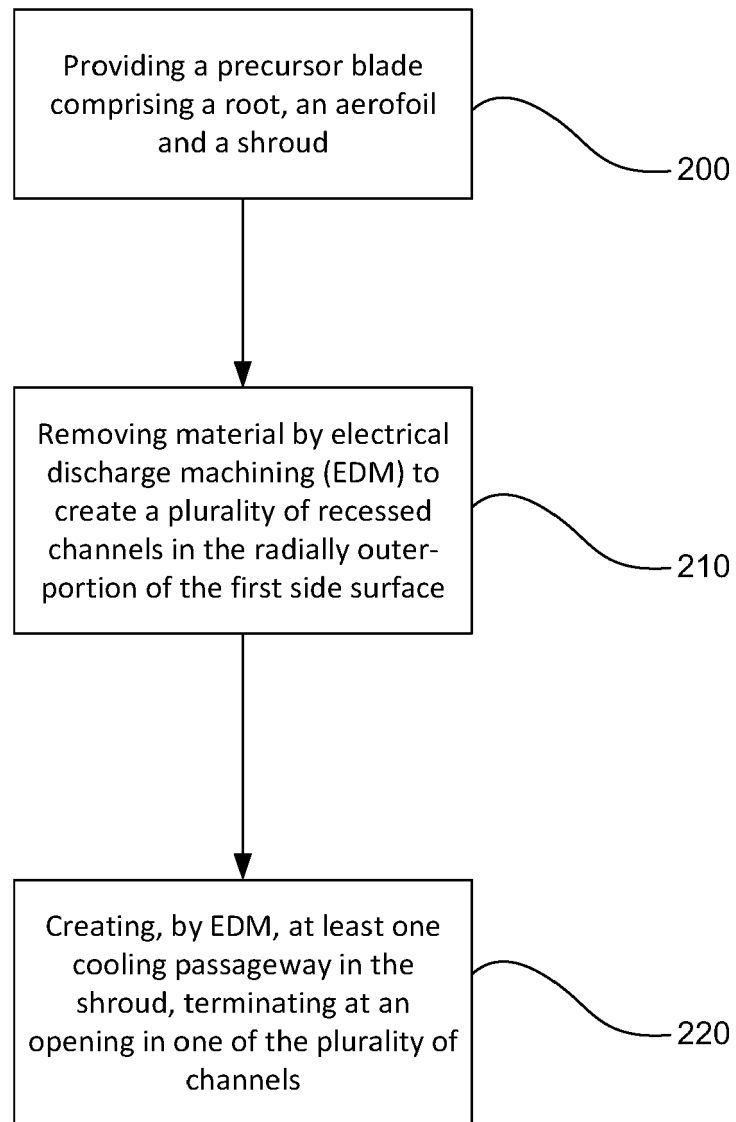 Providing a precursor blade
comprising a root, an aerofoil
and a shroud
200
Removing material by electrical
discharge machining (EDM) to
create a plurality of recessed
channels in the radially outer-
portion of the first side surface
210
Creating, by EDM, at least one
cooling passageway in the
shroud, terminating at an
opening in one of the plurality of
channels
220